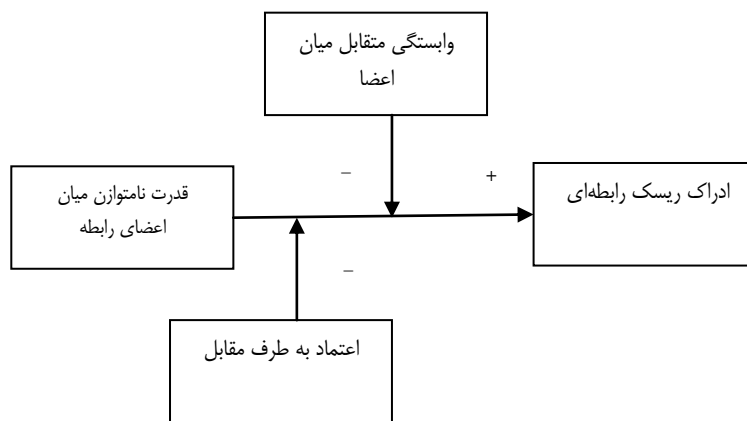 وابستگی متقابل میان
اعضا
–
+
قدرت نامتوازن میان
اعضای رابطه
ادراک ریسک رابطه‌ای
–
اعتماد به طرف مقابل